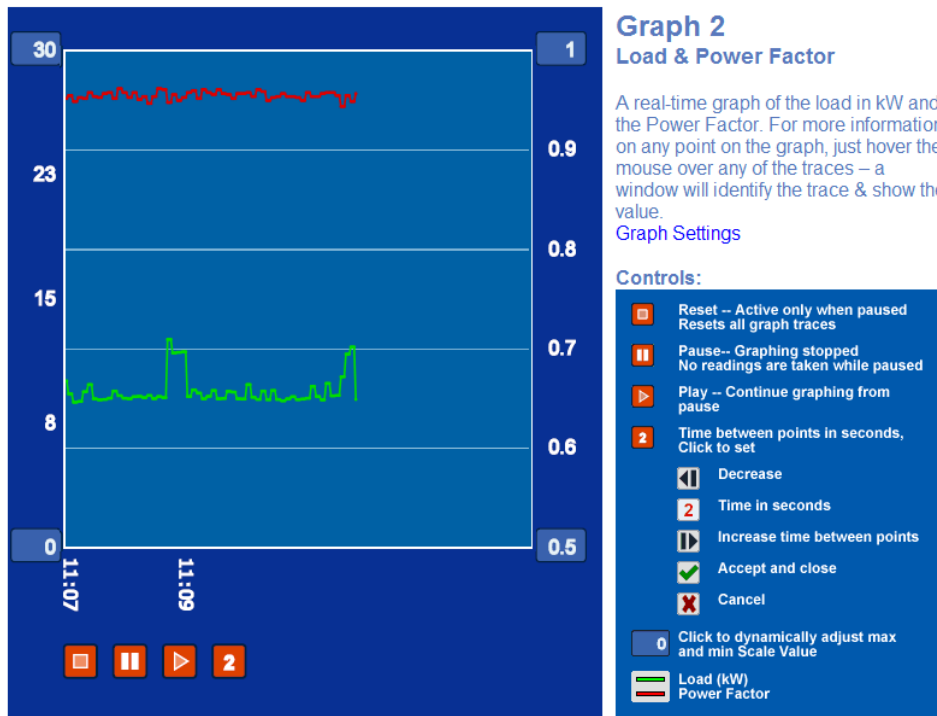 Graph 2
Load & Power Factor
A real-time graph of the load in kW and
the Power Factor. For more information
on any point on the graph, just hover the
mouse over any of the traces – a
window will identify the trace & show the
value.
Graph Settings
Controls:
Reset -- Active only when paused
Resets all graph traces
Pause-- Graphing stopped
No readings are taken while paused
Play -- Continue graphing from
pause
2
Time between points in seconds,
Click to set
Decrease
2
Time in seconds
Increase time between points
Accept and close
Cancel
0
Click to dynamically adjust max
and min Scale Value
Load (kW)
Power Factor
30
23
15
8
0
1
0.9
0.8
0.7
0.6
0.5
11:07
11:09
2